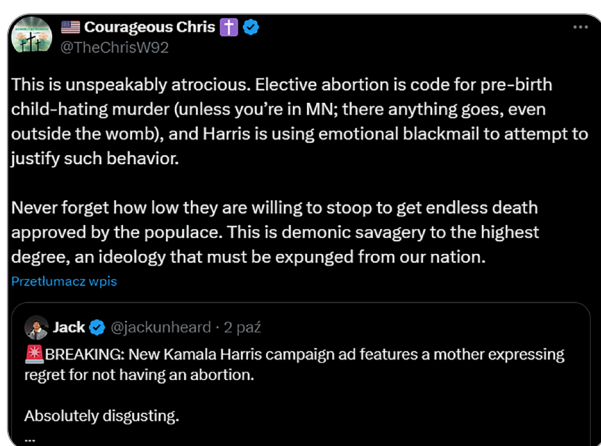 Courageous Chris
@TheChrisW92
This is unspeakably atrocious. Elective abortion is code for pre-birth
child-hating murder (unless you’re in MN; there anything goes, even
outside the womb), and Harris is using emotional blackmail to attempt to
justify such behavior.
Never forget how low they are willing to stoop to get endless death
approved by the populace. This is demonic savagery to the highest
degree, an ideology that must be expunged from our nation.
Przetłumacz wpis
Jack @jackunheard · 2 paź
🚨BREAKING: New Kamala Harris campaign ad features a mother expressing
regret for not having an abortion.
Absolutely disgusting.
...